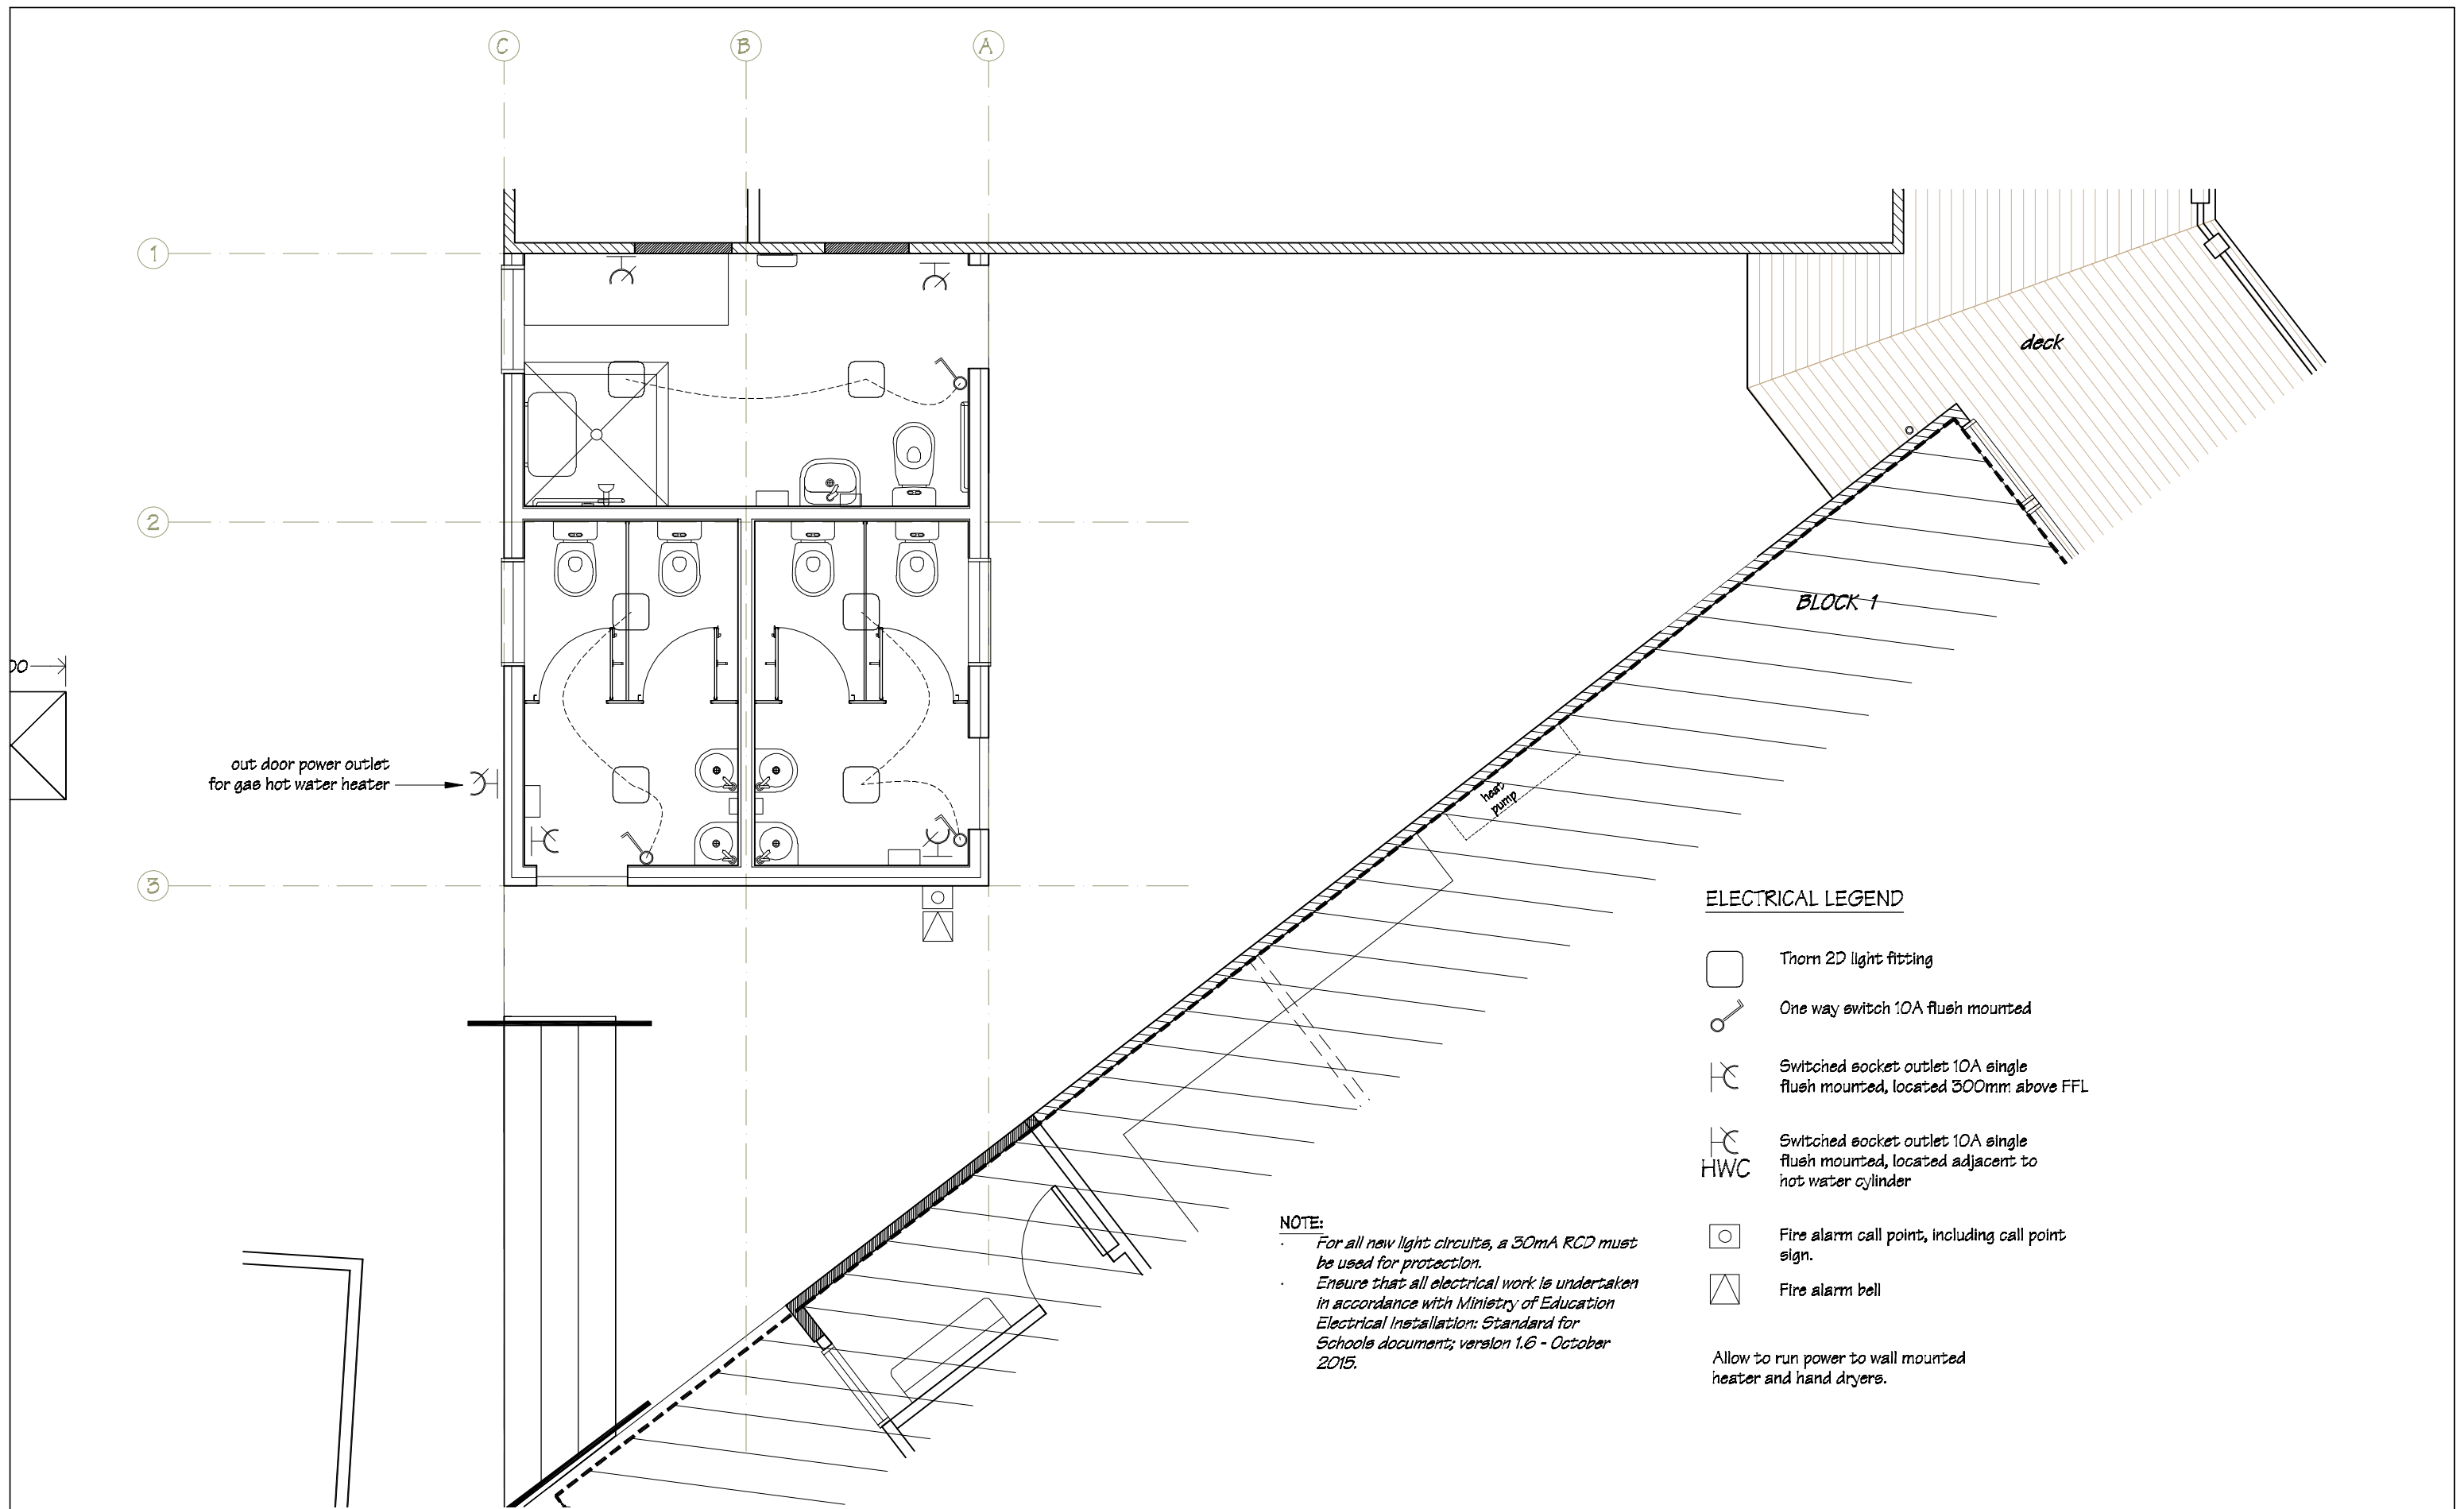 C
B
A
1
2
3
deck
BLOCK 1
00
out door power outlet
for gas hot water heater
heat
pump
ELECTRICAL LEGEND
Thorn 2D light fitting
One way switch 10A flush mounted
Switched socket outlet 10A single
flush mounted, located 300mm above FFL
Switched socket outlet 10A single
flush mounted, located adjacent to
hot water cylinder
HWC
Fire alarm call point, including call point
sign.
Fire alarm bell
Allow to run power to wall mounted
heater and hand dryers.
NOTE:
· For all new light circuits, a 30mA RCD must
be used for protection.
· Ensure that all electrical work is undertaken
in accordance with Ministry of Education
Electrical Installation: Standard for
Schools document; version 1.6 - October
2015.